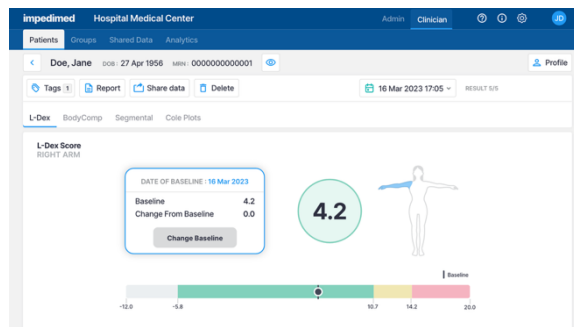 impedimed Hospital Medical Center Admin Clinician JD
Patients Groups Shared Data Analytics
Doe, Jane DOB: 27 Apr 1956 MRN: 0000000000001 Profile
Tags 1 Report Share data Delete 16 Mar 2023 17:05 RESULT 5/5
L-Dex BodyComp Segmental Cole Plots
L-Dex Score
RIGHT ARM
DATE OF BASELINE: 16 Mar 2023
Baseline 4.2
Change From Baseline 0.0
Change Baseline
4.2
Baseline
-12.0 -5.8 10.7 14.2 20.0